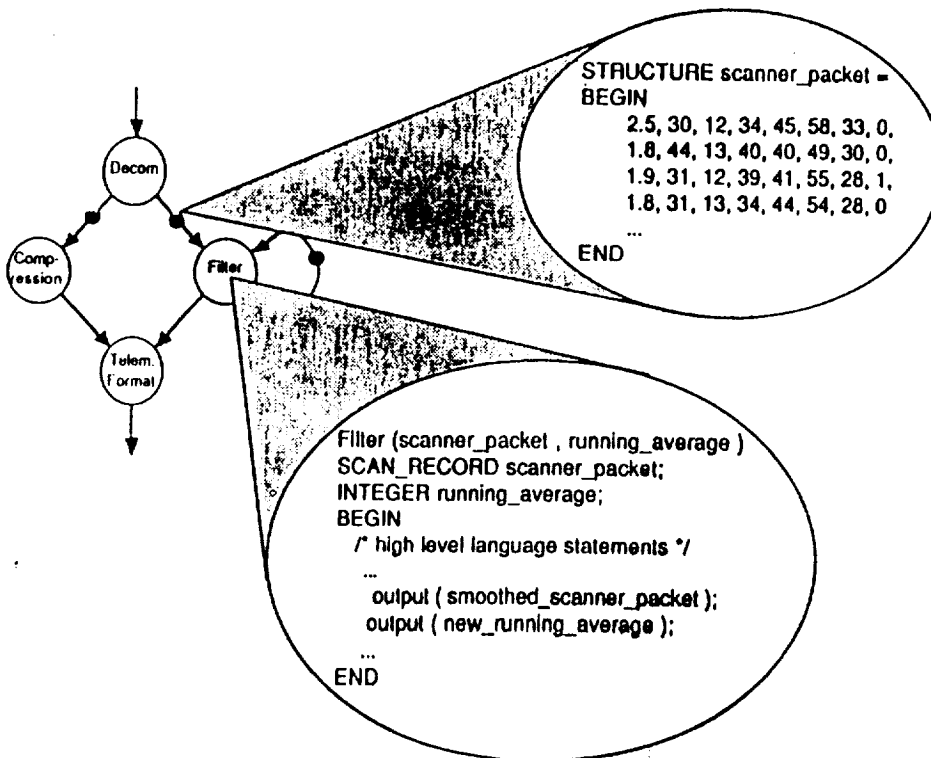 STRUCTURE scanner_packet =
BEGIN
2.5, 30, 12, 34, 45, 58, 33, 0,
1.8, 44, 13, 40, 40, 49, 30, 0,
1.9, 31, 12, 39, 41, 55, 28, 1,
1.8, 31, 13, 34, 44, 54, 28, 0
...
END
Decom
Comp-
ression
Filter
Telem.
Format
Filter (scanner_packet , running_average )
SCAN_RECORD scanner_packet;
INTEGER running_average;
BEGIN
/* high level language statements */
...
output ( smoothed_scanner_packet );
output ( new_running_average );
...
END